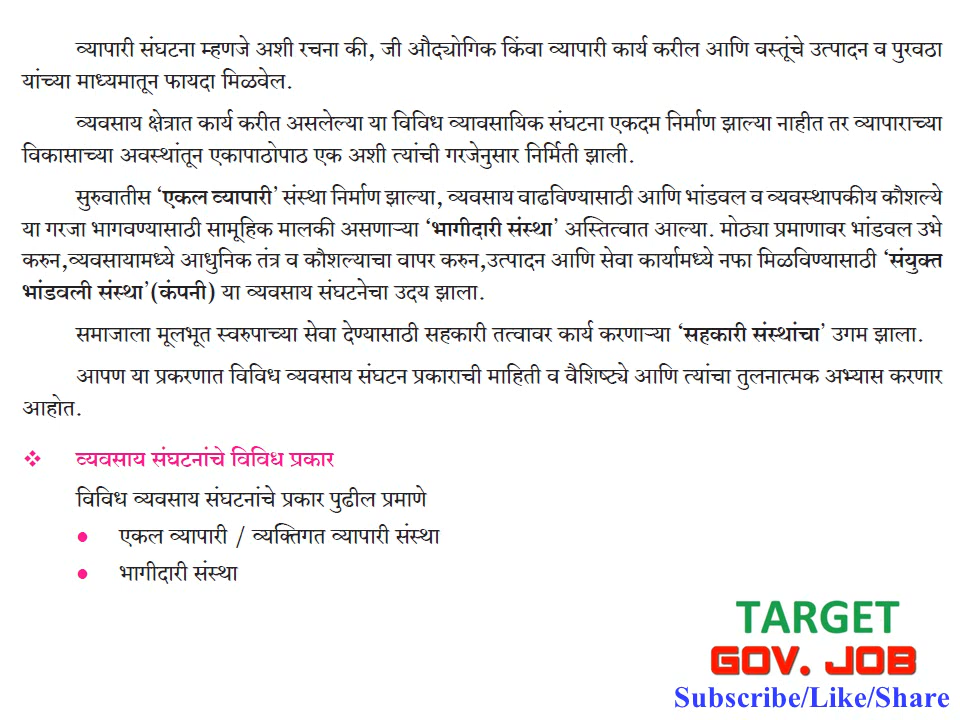 व्यापारी संघटना म्हणजे अशी रचना की, जी औद्योगिक किंवा व्यापारी कार्य करील आणि वस्तूंचे उत्पादन व पुरवठा
यांच्या माध्यमातून फायदा मिळवेल.
व्यवसाय क्षेत्रात कार्य करीत असलेल्या या विविध व्यावसायिक संघटना एकदम निर्माण झाल्या नाहीत तर व्यापाराच्या
विकासाच्या अवस्थांतून एकापाठोपाठ एक अशी त्यांची गरजेनुसार निर्मिती झाली.
सुरुवातीस ‘एकल व्यापारी’ संस्था निर्माण झाल्या, व्यवसाय वाढविण्यासाठी आणि भांडवल व व्यवस्थापकीय कौशल्ये
या गरजा भागवण्यासाठी सामूहिक मालकी असणाऱ्या ‘भागीदारी संस्था’ अस्तित्वात आल्या. मोठ्या प्रमाणावर भांडवल उभे
करुन,व्यवसायामध्ये आधुनिक तंत्र व कौशल्याचा वापर करुन,उत्पादन आणि सेवा कार्यामध्ये नफा मिळविण्यासाठी ‘संयुक्त
भांडवली संस्था’(कंपनी) या व्यवसाय संघटनेचा उदय झाला.
समाजाला मूलभूत स्वरुपाच्या सेवा देण्यासाठी सहकारी तत्वावर कार्य करणाऱ्या ‘सहकारी संस्थांचा’ उगम झाला.
आपण या प्रकरणात विविध व्यवसाय संघटन प्रकाराची माहिती व वैशिष्ट्ये आणि त्यांचा तुलनात्मक अभ्यास करणार
आहोत.
❖ व्यवसाय संघटनांचे विविध प्रकार
विविध व्यवसाय संघटनांचे प्रकार पुढील प्रमाणे
● एकल व्यापारी / व्यक्तिगत व्यापारी संस्था
● भागीदारी संस्था
TARGET
GOV. JOB
Subscribe/Like/Share